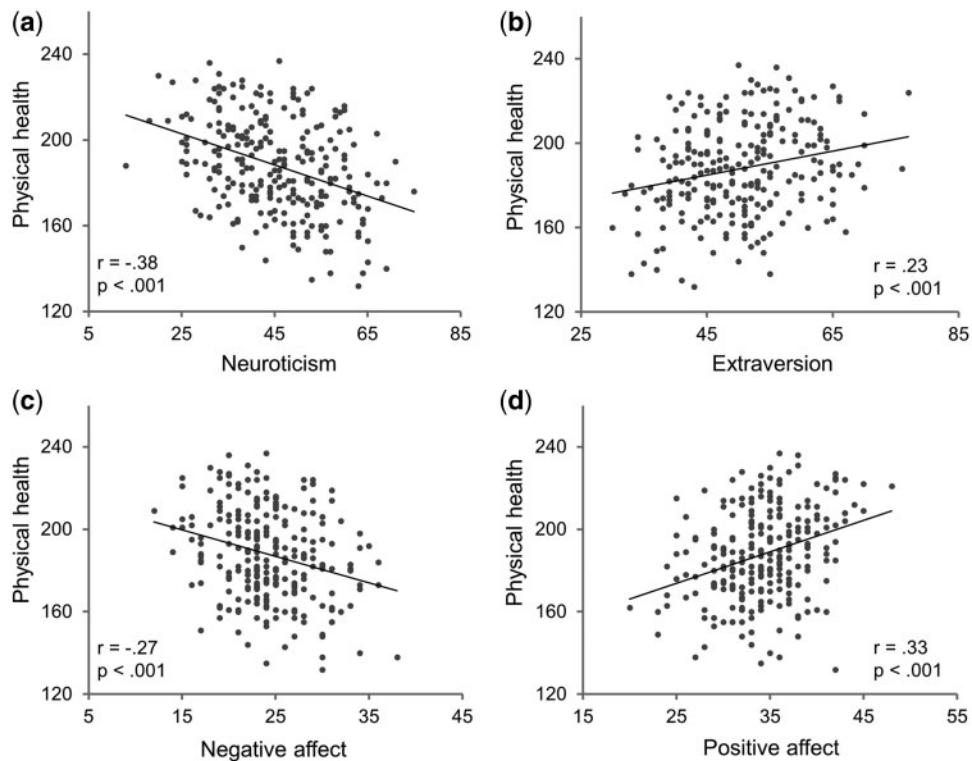 (a)
240
200
160
120
Physical health
r = -.38
p < .001
5 25 45 65 85
Neuroticism
(b)
240
200
160
120
Physical health
r = .23
p < .001
25 45 65 85
Extraversion
(c)
240
200
160
120
Physical health
r = -.27
p < .001
5 15 25 35 45
Negative affect
(d)
240
200
160
120
Physical health
r = .33
p < .001
15 25 35 45 55
Positive affect